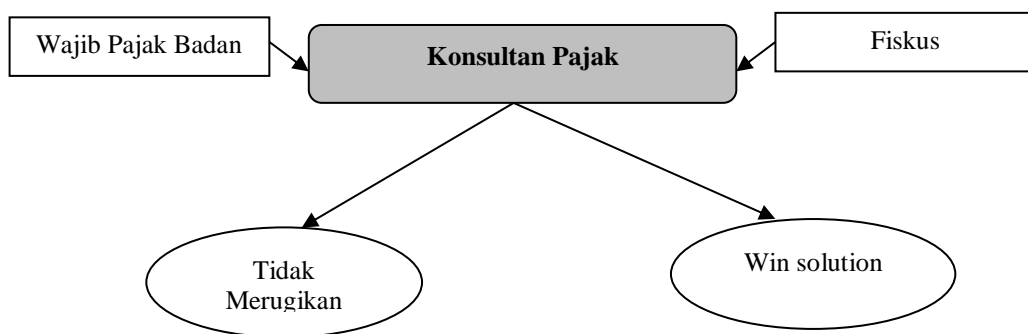 Wajib Pajak Badan
Konsultan Pajak
Fiskus
Tidak
Merugikan
Win solution